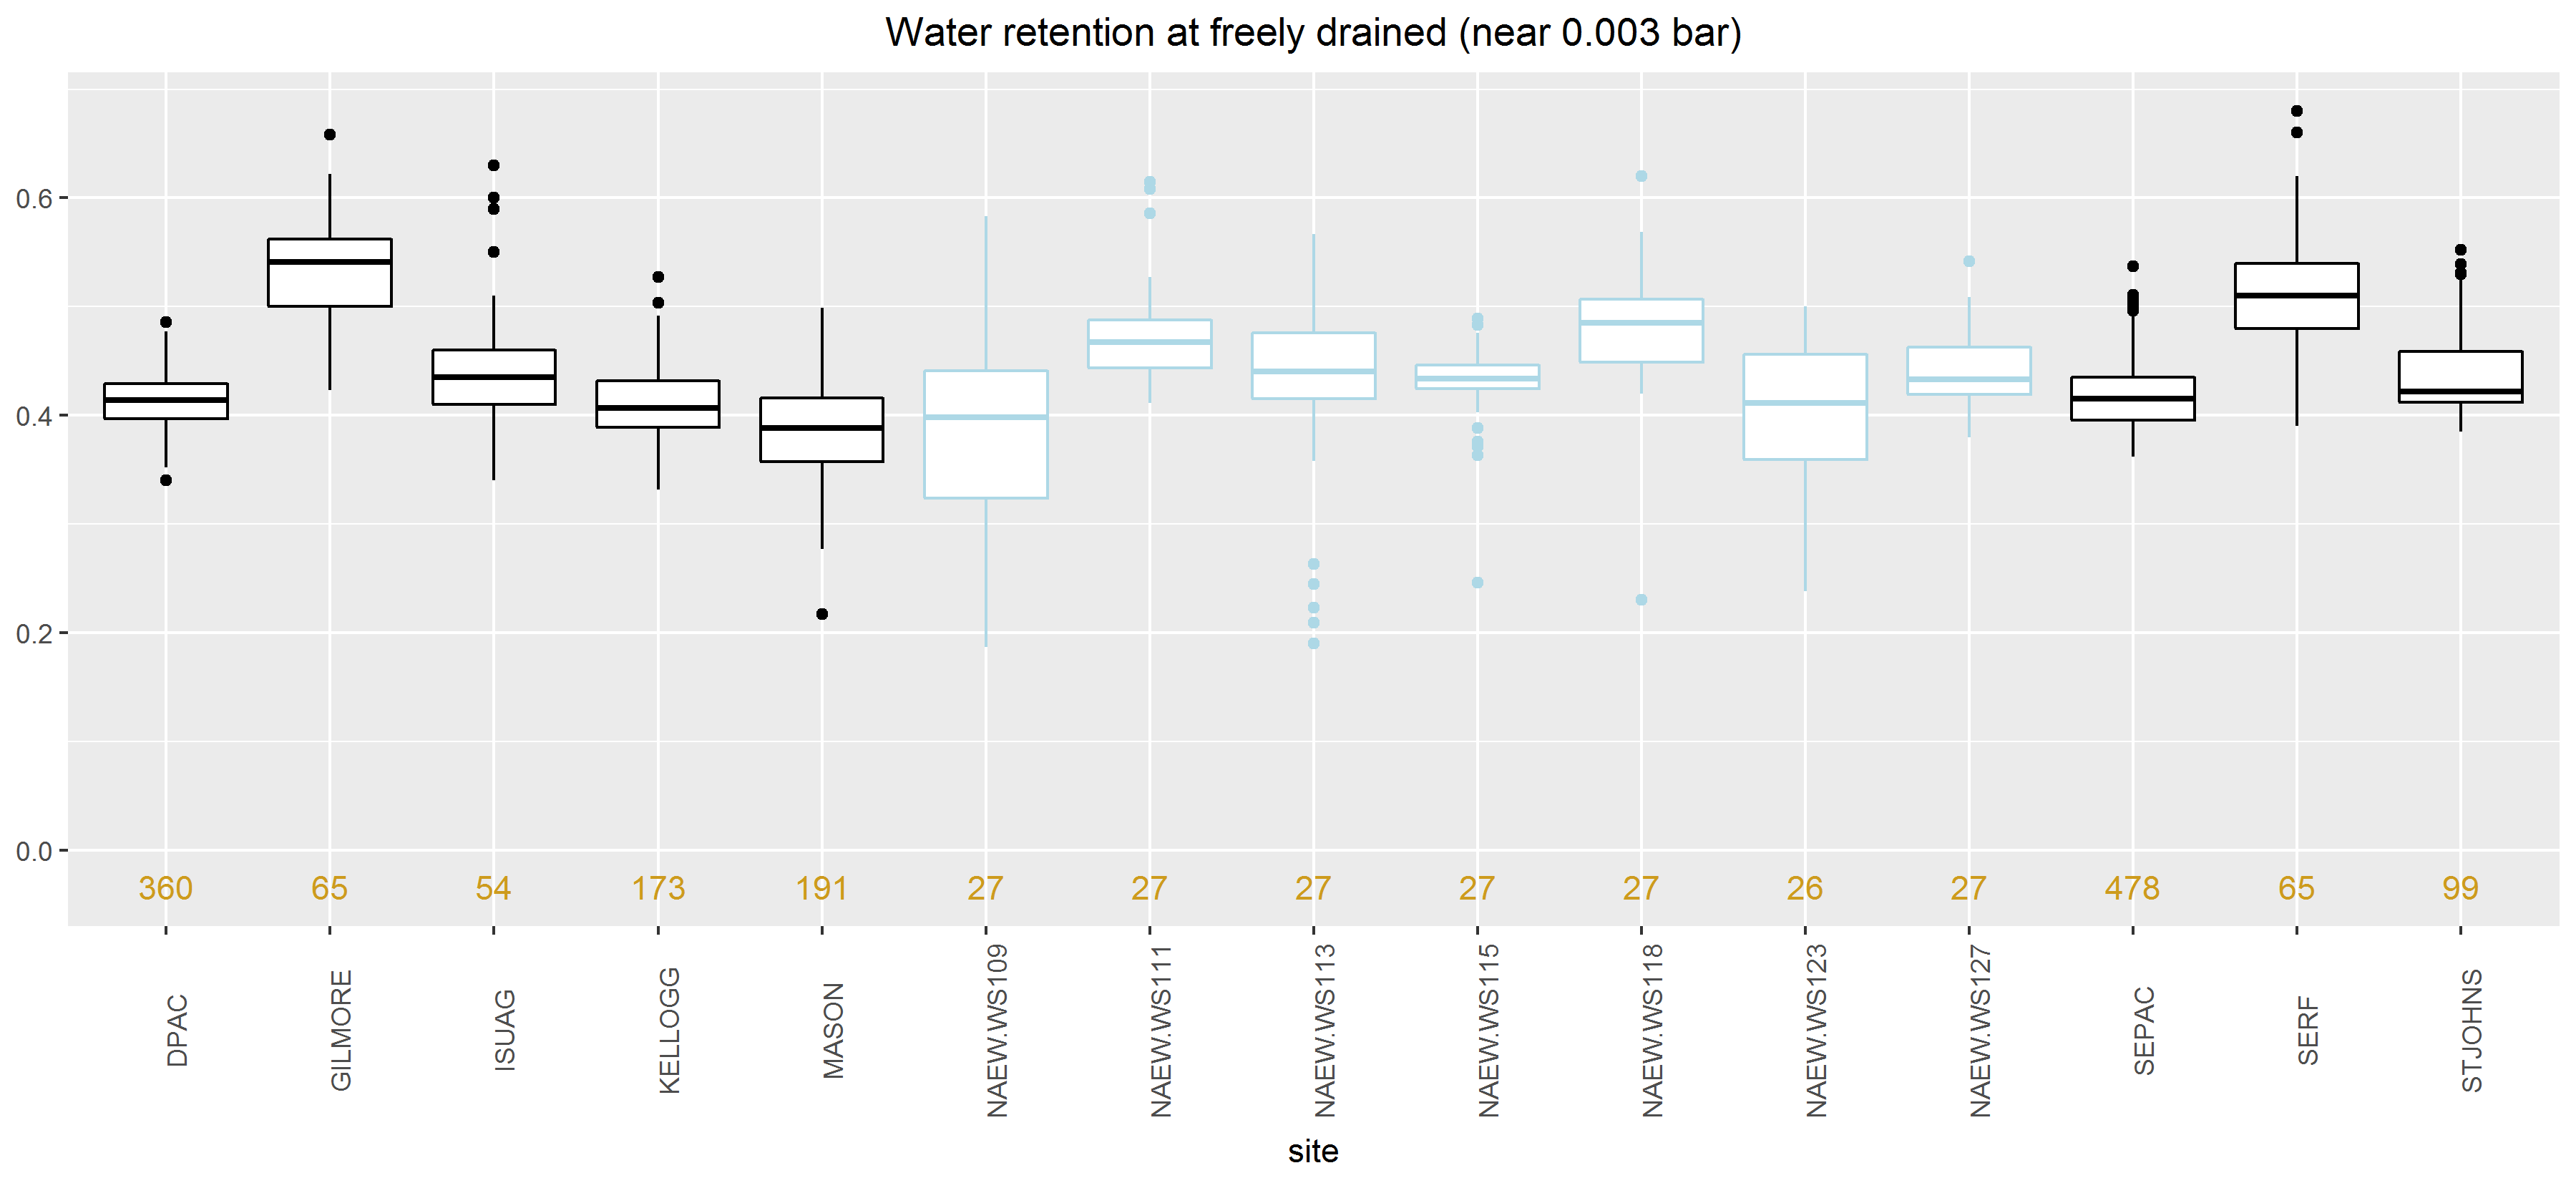 Water retention at freely drained (near 0.003 bar)
0.6
0.4
0.2
0.0
360 65 54 173 191 27 27 27 27 27 26 27 478 65 99
DPAC GILMORE ISUAG KELLOGG MASON NAEW.WS109 NAEW.WS111 NAEW.WS113 NAEW.WS115 NAEW.WS118 NAEW.WS123 NAEW.WS127 SEPAC SERF STJOHNS
site